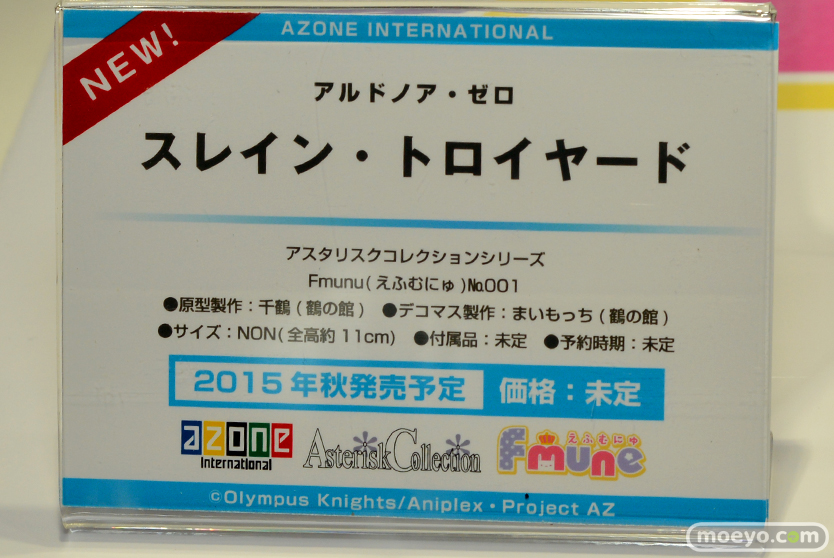 AZONE INTERNATIONAL
NEW!
アルドノア・ゼロ
スレイン・トロイヤード
アスタリスクコレクションシリーズ
Fmunu(えふむにゅ)№001
●原型製作：千鶴(鶴の館) ●デコマス製作：まいもっち(鶴の館)
●サイズ：NON(全高約11cm) ●付属品：未定 ●予約時期：未定
2015年秋発売予定 価格：未定
azone international AsteriskCollection えふむにゅ Fmune
©Olympus Knights/Aniplex・Project AZ
moeyo.com